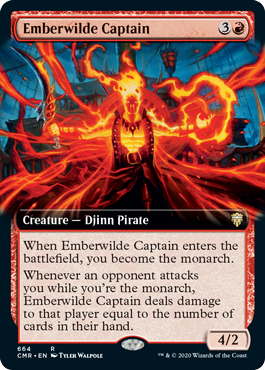 Emberwilde Captain 3
Creature — Djinn Pirate
When Emberwilde Captain enters the
battlefield, you become the monarch.
Whenever an opponent attacks
you while you're the monarch,
Emberwilde Captain deals damage
to that player equal to the number of
cards in their hand.
4/2
664 R
CMR • EN TYLER WALPOLE
™ & © 2020 Wizards of the Coast